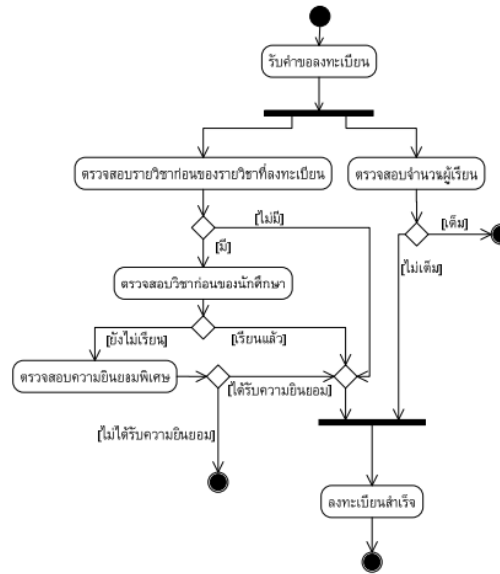 รับคำขอลงทะเบียน
ตรวจสอบรายวิชาก่อนของรายวิชาที่ลงทะเบียน
ตรวจสอบจำนวนผู้เรียน
[ไม่มี]
[เต็ม]
[มี]
[ไม่เต็ม]
ตรวจสอบวิชาก่อนของนักศึกษา
[ยังไม่เรียน]
[เรียนแล้ว]
ตรวจสอบความยินยอมพิเศษ
[ได้รับความยินยอม]
[ไม่ได้รับความยินยอม]
ลงทะเบียนสำเร็จ